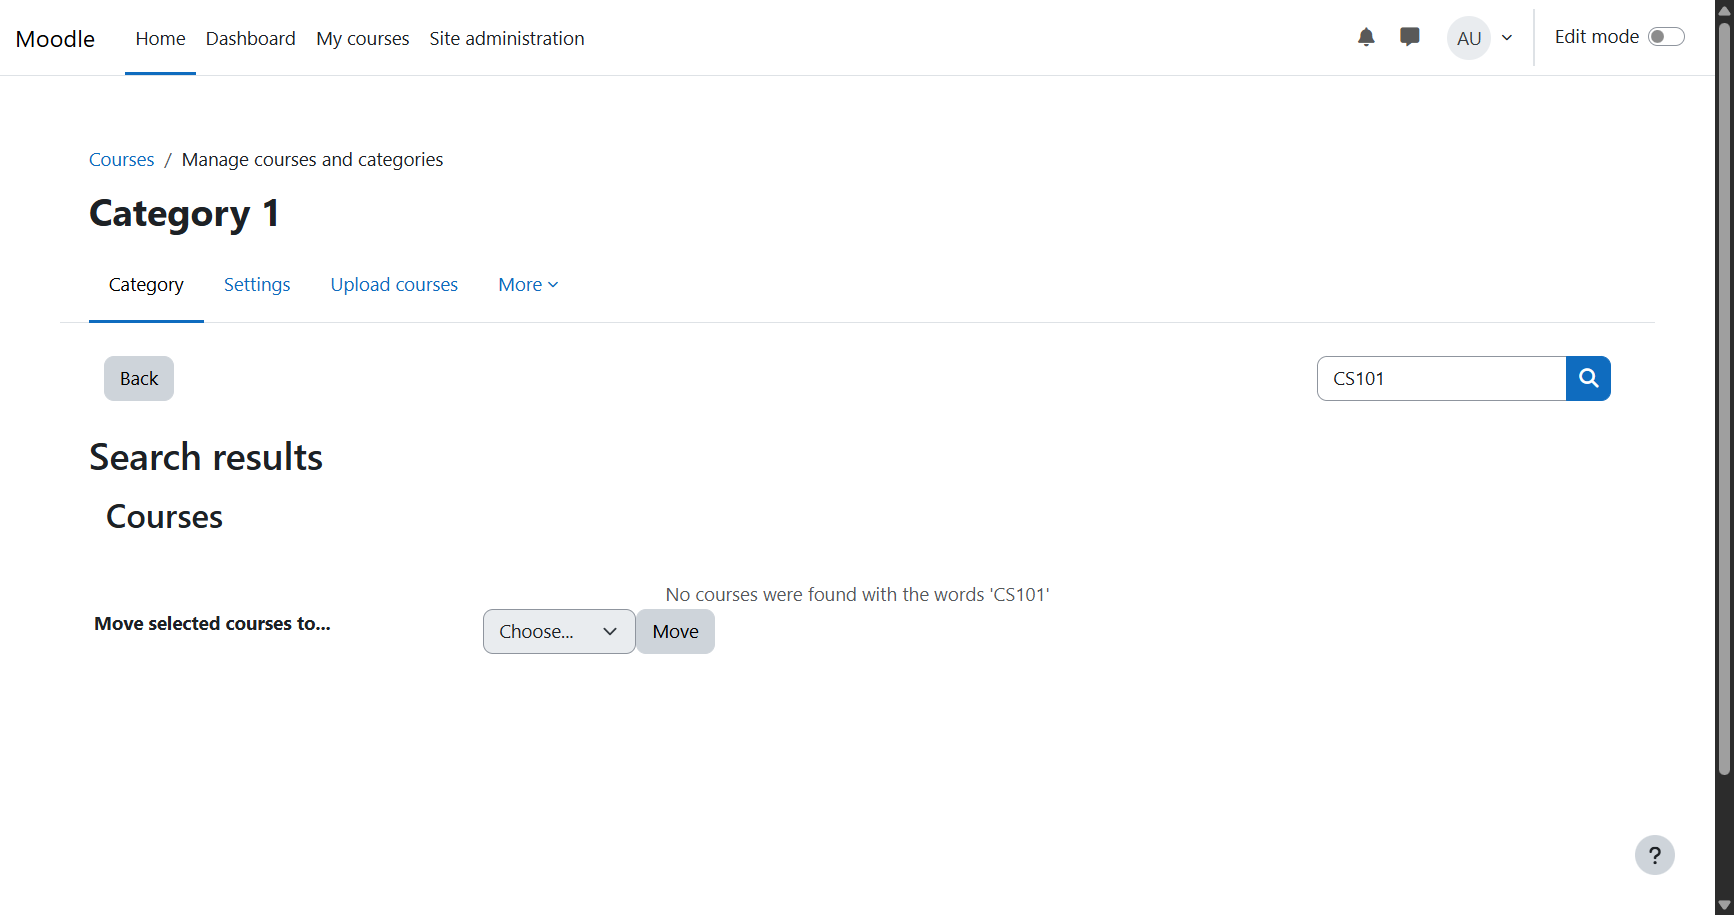 Moodle
Home
Dashboard
My courses
Site administration
AU
Edit mode
Courses / Manage courses and categories
Category 1
Category
Settings
Upload courses
More
Back
CS101
Search results
Courses
No courses were found with the words 'CS101'
Move selected courses to...
Choose...
Move
?